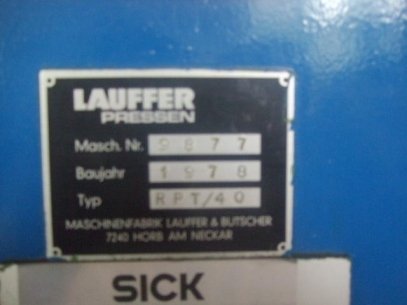 LAUFFER
PRESSEN
Masch. Nr. 9877
Baujahr 1978
Typ RPT/40
MASCHINENFABRIK LAUFFER & BUTSCHER
7240 HORB AM NECKAR
SICK